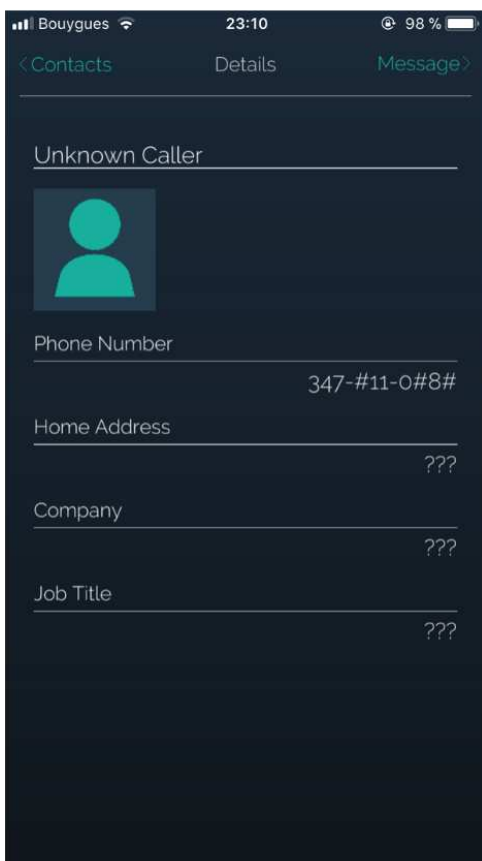 Bouygues 23:10 98 %
<Contacts Details Message>
Unknown Caller
Phone Number
347-#11-0#8#
Home Address
???
Company
???
Job Title
???